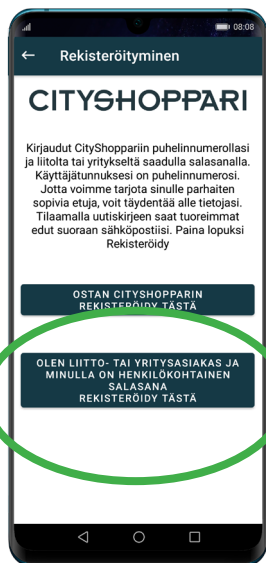 08:08
← Rekisteröityminen
CITYSHOPPARI
Kirjaudut CityShoppariin puhelinnumerollasi
ja liitolta tai yritykseltä saadulla salasanalla.
Käyttäjätunnuksesi on puhelinnumerosi.
Jotta voimme tarjota sinulle parhaiten
sopivia etuja, voit täydentää alle tietojasi.
Tilaamalla uutiskirjeen saat tuoreimmat
edut suoraan sähköpostiisi. Paina lopuksi
Rekisteröidy
OSTAN CITYSHOPPARIN
REKISTERÖIDY TÄSTÄ
OLEN LIITTO- TAI YRITYSASIAKAS JA
MINULLA ON HENKILÖKOHTAINEN
SALASANA
REKISTERÖIDY TÄSTÄ